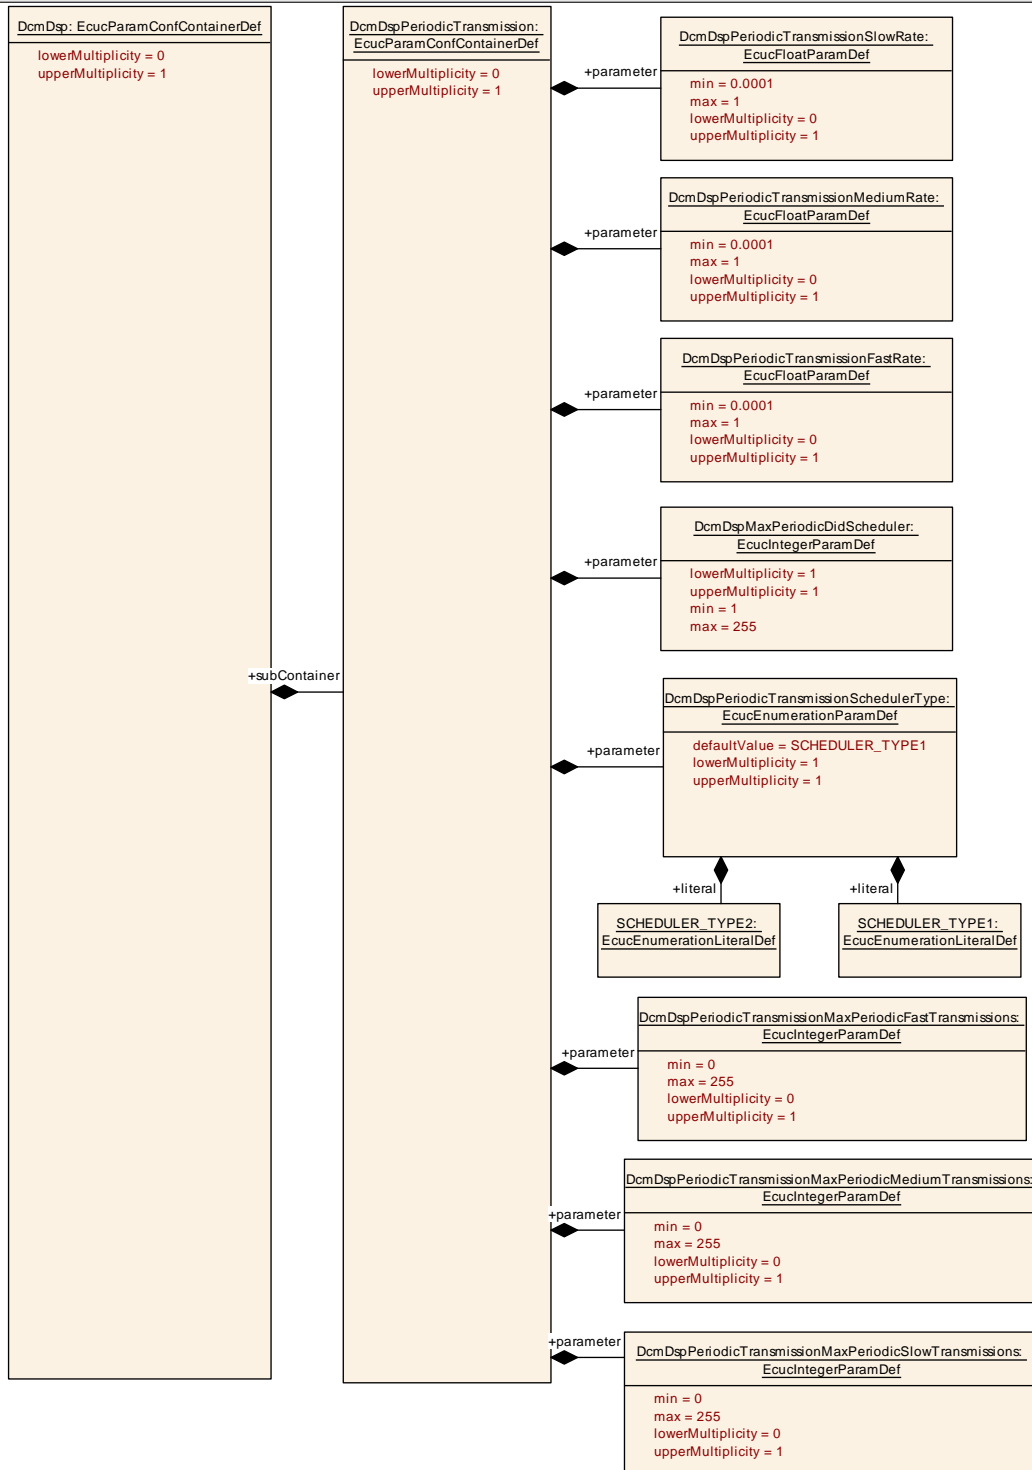 DcmDsp: EcucParamConfContainerDef
lowerMultiplicity = 0
upperMultiplicity = 1
+subContainer
DcmDspPeriodicTransmission:
EcucParamConfContainerDef
lowerMultiplicity = 0
upperMultiplicity = 1
+parameter
DcmDspPeriodicTransmissionSlowRate:
EcucFloatParamDef
min = 0.0001
max = 1
lowerMultiplicity = 0
upperMultiplicity = 1
+parameter
DcmDspPeriodicTransmissionMediumRate:
EcucFloatParamDef
min = 0.0001
max = 1
lowerMultiplicity = 0
upperMultiplicity = 1
+parameter
DcmDspPeriodicTransmissionFastRate:
EcucFloatParamDef
min = 0.0001
max = 1
lowerMultiplicity = 0
upperMultiplicity = 1
+parameter
DcmDspMaxPeriodicDidScheduler:
EcucIntegerParamDef
lowerMultiplicity = 1
upperMultiplicity = 1
min = 1
max = 255
+parameter
DcmDspPeriodicTransmissionSchedulerType:
EcucEnumerationParamDef
defaultValue = SCHEDULER_TYPE1
lowerMultiplicity = 1
upperMultiplicity = 1
+literal
+literal
SCHEDULER_TYPE2:
EcucEnumerationLiteralDef
SCHEDULER_TYPE1:
EcucEnumerationLiteralDef
+parameter
DcmDspPeriodicTransmissionMaxPeriodicFastTransmissions:
EcucIntegerParamDef
min = 0
max = 255
lowerMultiplicity = 0
upperMultiplicity = 1
+parameter
DcmDspPeriodicTransmissionMaxPeriodicMediumTransmissions:
EcucIntegerParamDef
min = 0
max = 255
lowerMultiplicity = 0
upperMultiplicity = 1
+parameter
DcmDspPeriodicTransmissionMaxPeriodicSlowTransmissions:
EcucIntegerParamDef
min = 0
max = 255
lowerMultiplicity = 0
upperMultiplicity = 1